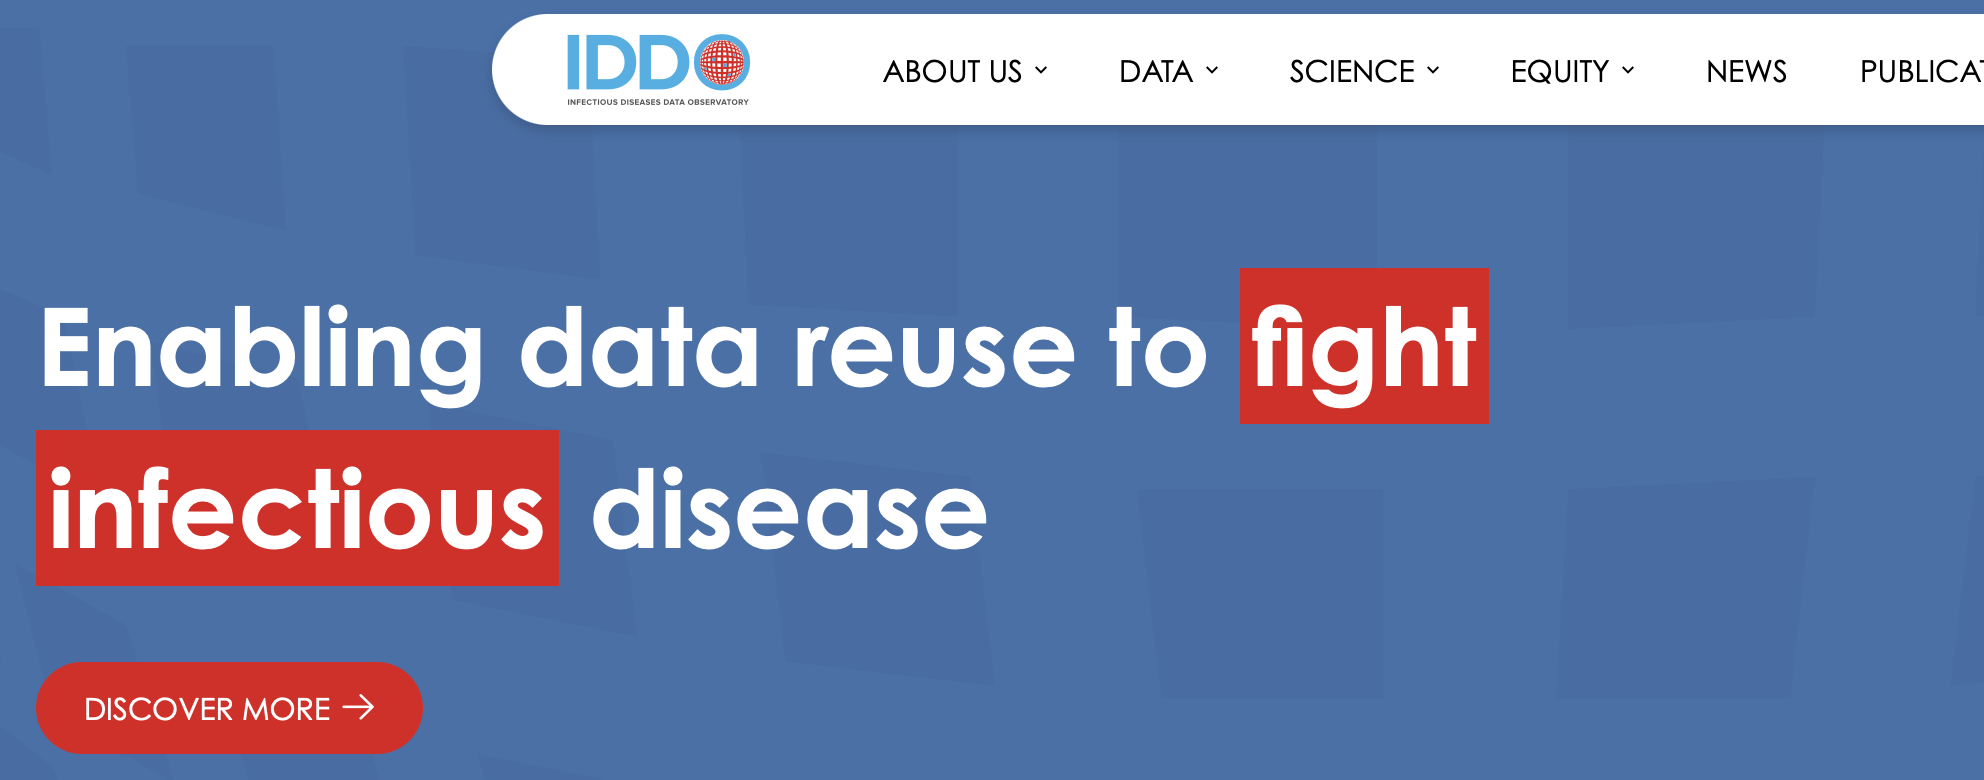 IDDO
INFECTIOUS DISEASES DATA OBSERVATORY
ABOUT US DATA SCIENCE EQUITY NEWS PUBLICAT
Enabling data reuse to fight
infectious disease
DISCOVER MORE →